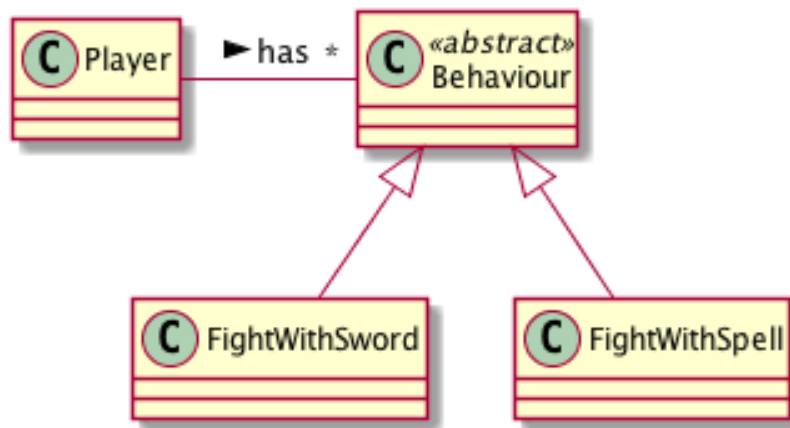 C Player
has *
C «abstract»
Behaviour
C FightWithSword
C FightWithSpell